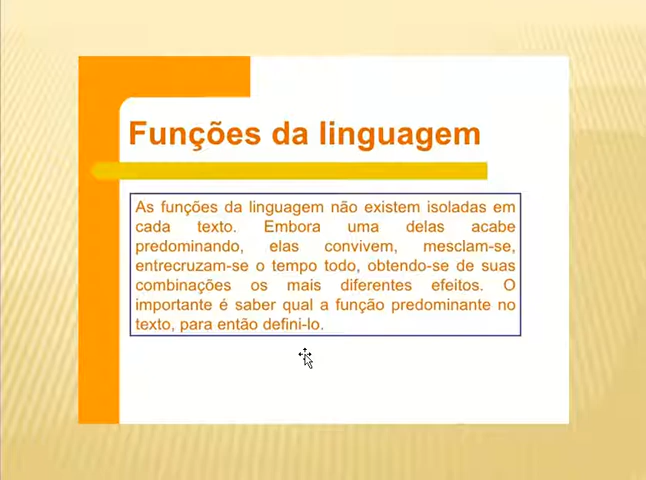 Funções da linguagem
As funções da linguagem não existem isoladas em
cada texto. Embora uma delas acabe
predominando, elas convivem, mesclam-se,
entrecruzam-se o tempo todo, obtendo-se de suas
combinações os mais diferentes efeitos. O
importante é saber qual a função predominante no
texto, para então defini-lo.